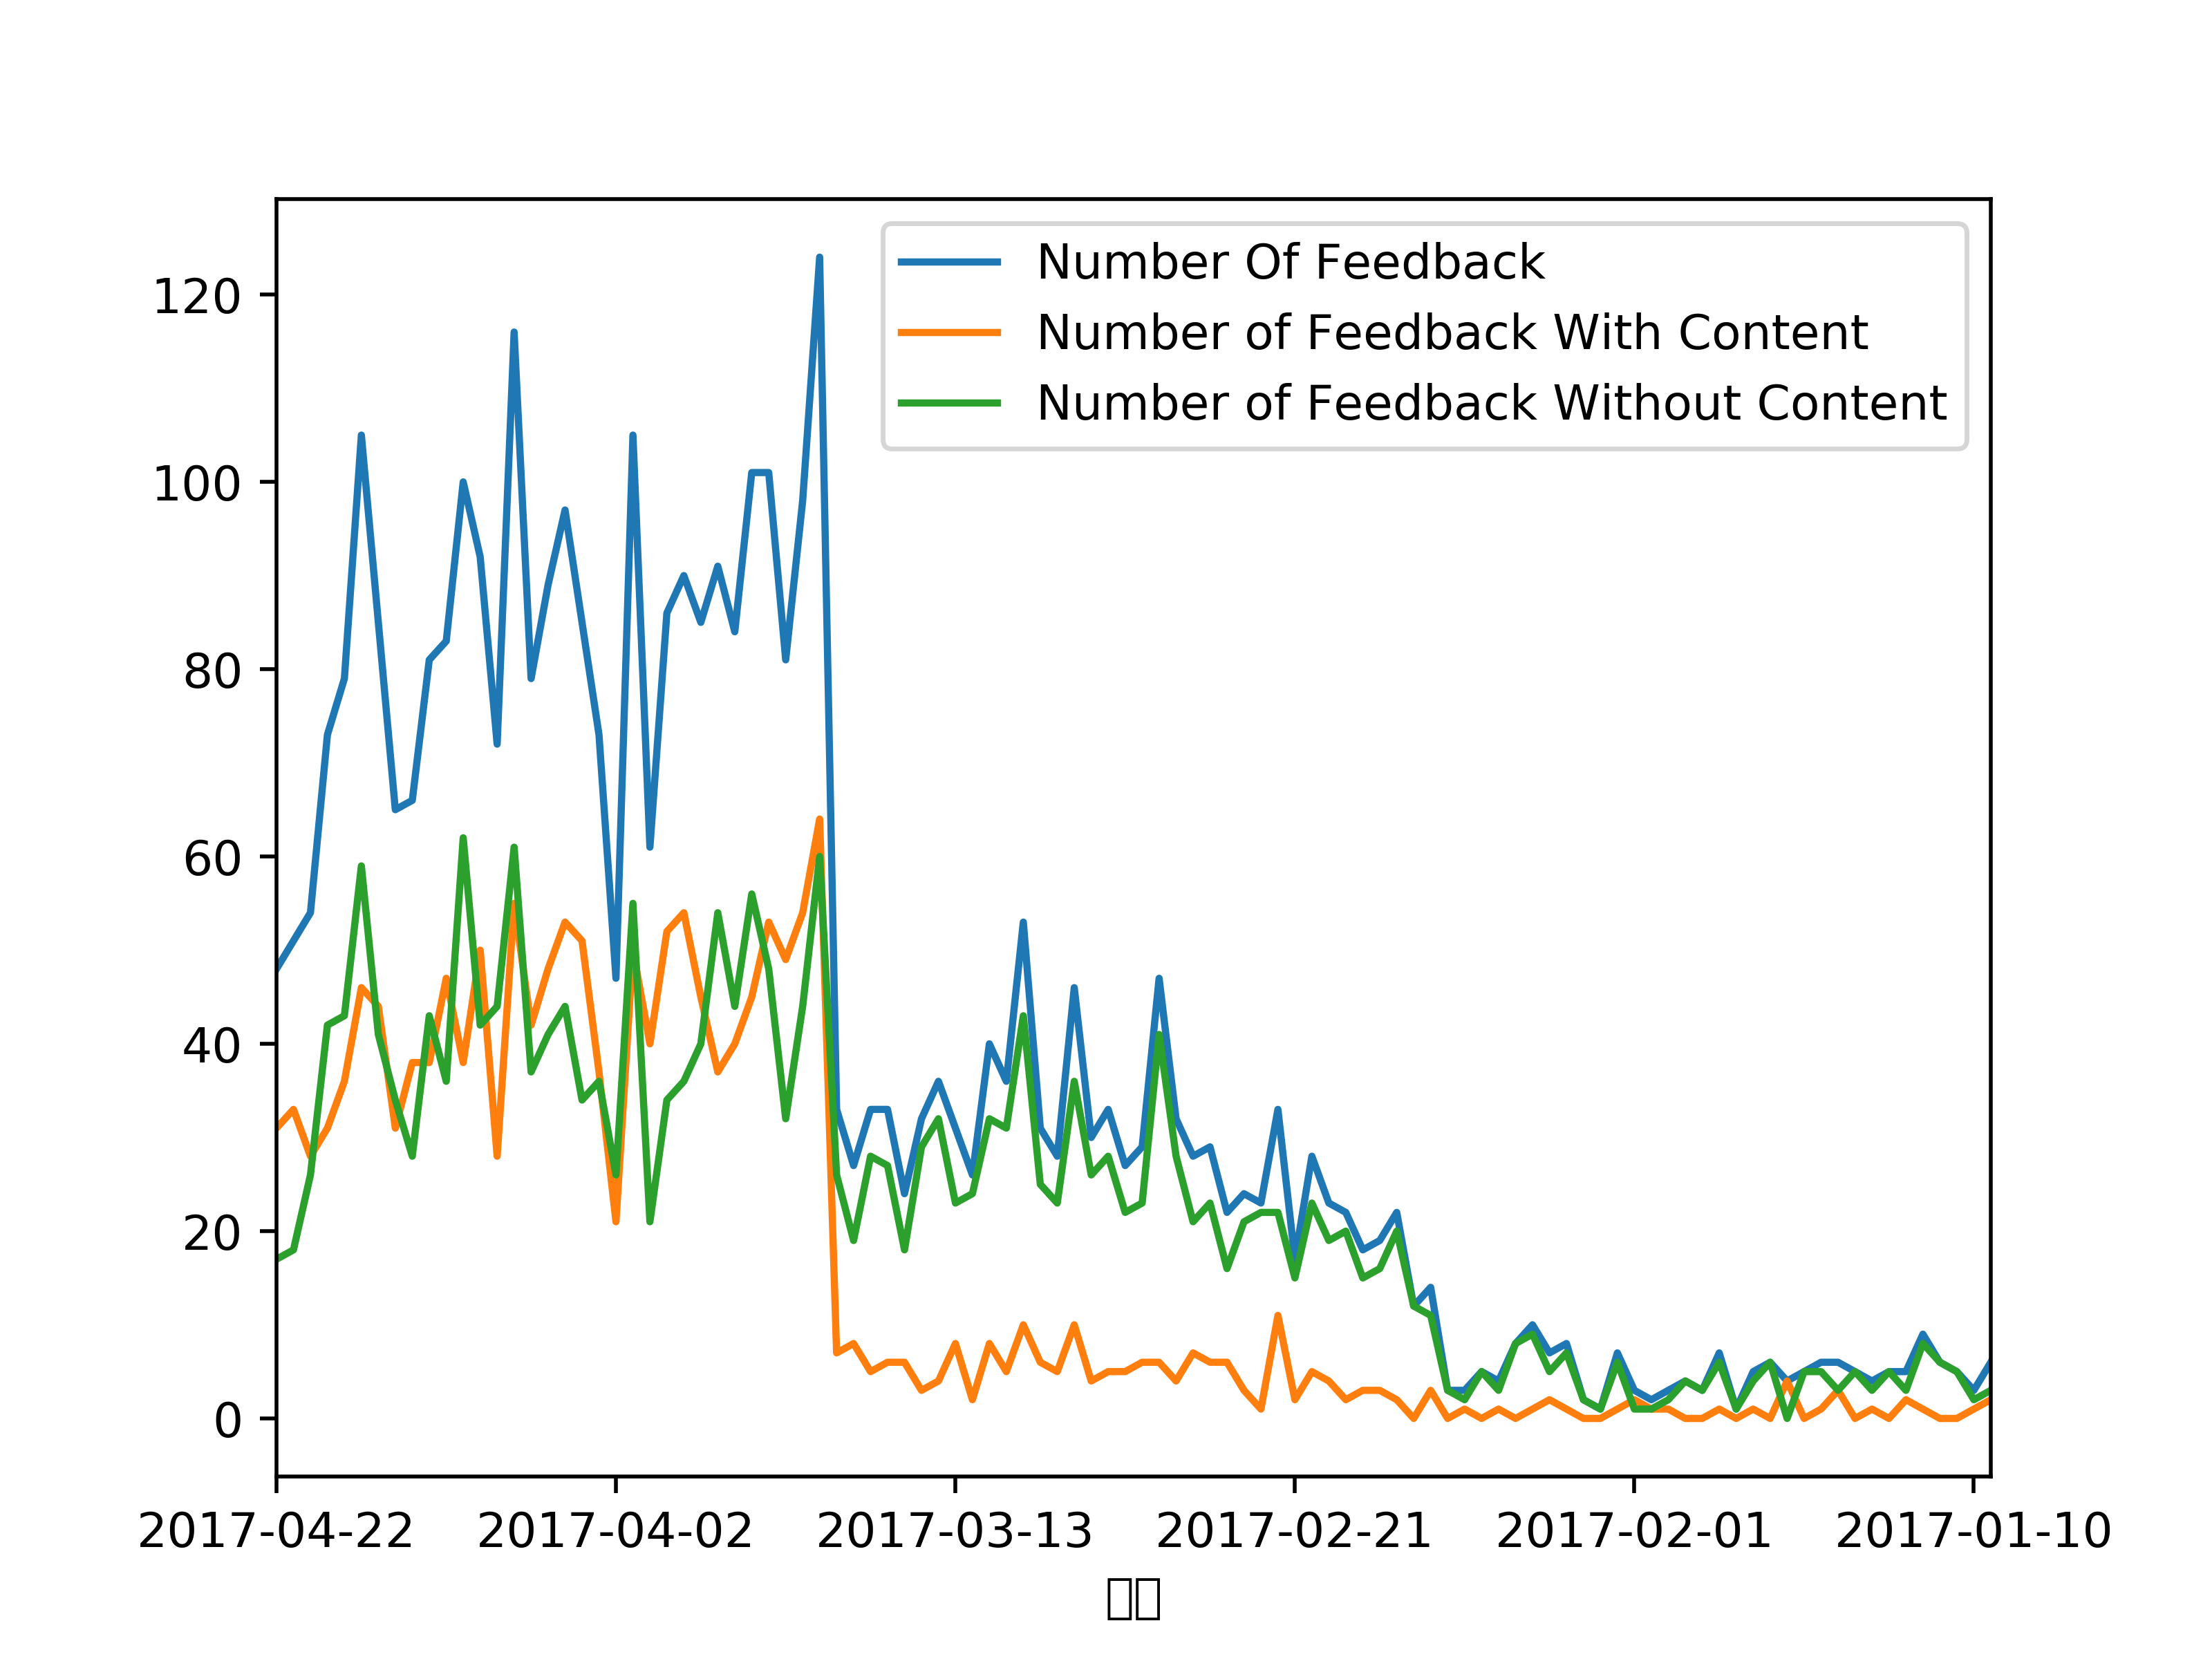 Number Of Feedback
Number of Feedback With Content
Number of Feedback Without Content
120
100
80
60
40
20
0
2017-04-22 2017-04-02 2017-03-13 2017-02-21 2017-02-01 2017-01-10